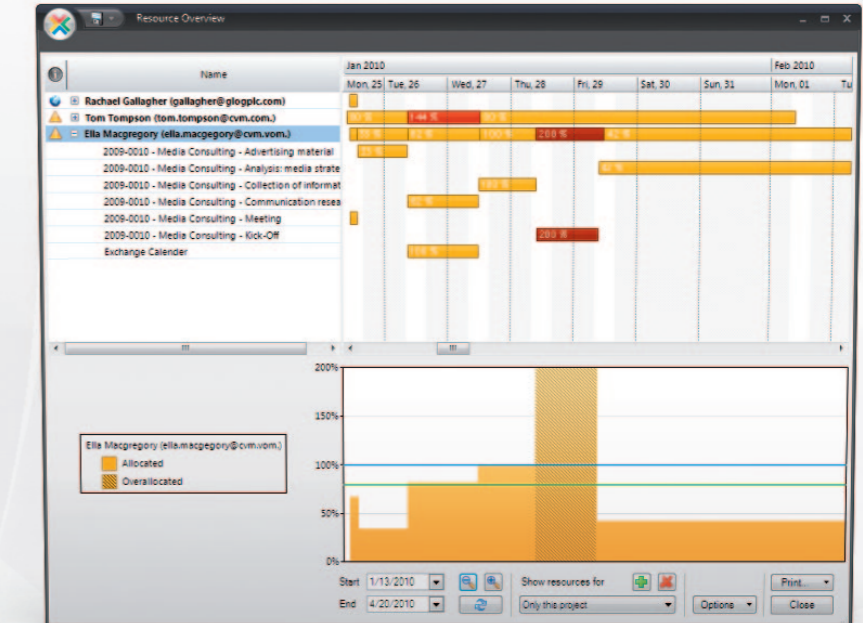 Resource Overview
Name
Jan 2010
Feb 2010
Mon, 25 Tue, 26 Wed, 27 Thu, 28 Fri, 29 Sat, 30 Sun, 31 Mon, 01 Tu
Rachael Gallagher (gallagher@glogplc.com)
Tom Tompson (tom.tompson@cvm.com.)
144 %
Ella Macgregory (ella.macgegory@cvm.vom.)
82 % 100 % 200 % 42 %
2009-0010 - Media Consulting - Advertising material
2009-0010 - Media Consulting - Analysis: media strate
42 %
2009-0010 - Media Consulting - Collection of informat
2009-0010 - Media Consulting - Communication resea
2009-0010 - Media Consulting - Meeting
2009-0010 - Media Consulting - Kick-Off
200 %
Exchange Calender
200%
150%
100%
50%
0%
Ella Macgregory (ella.macgegory@cvm.vom.)
Allocated
Overallocated
Start 1/13/2010
Show resources for
Print...
End 4/20/2010
Only this project
Options
Close